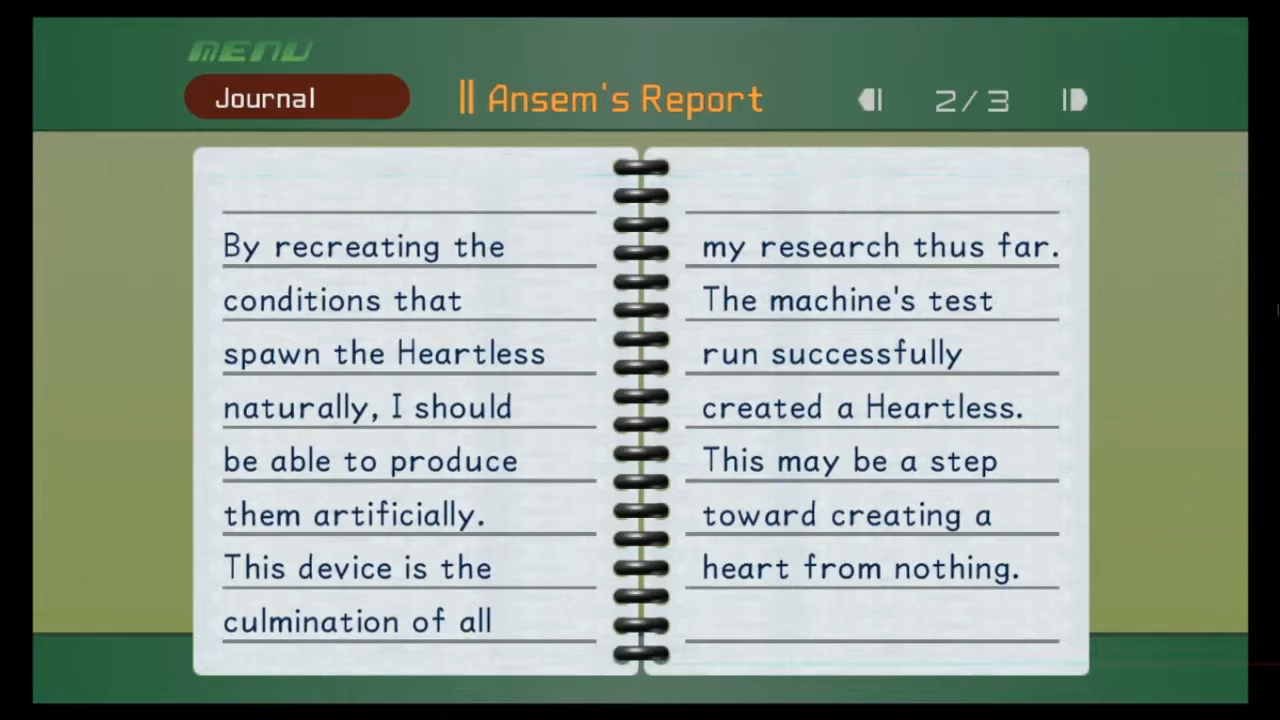 MENU
Journal
Ansem's Report
2/3
By recreating the
conditions that
spawn the Heartless
naturally, I should
be able to produce
them artificially.
This device is the
culmination of all
my research thus far.
The machine's test
run successfully
created a Heartless.
This may be a step
toward creating a
heart from nothing.